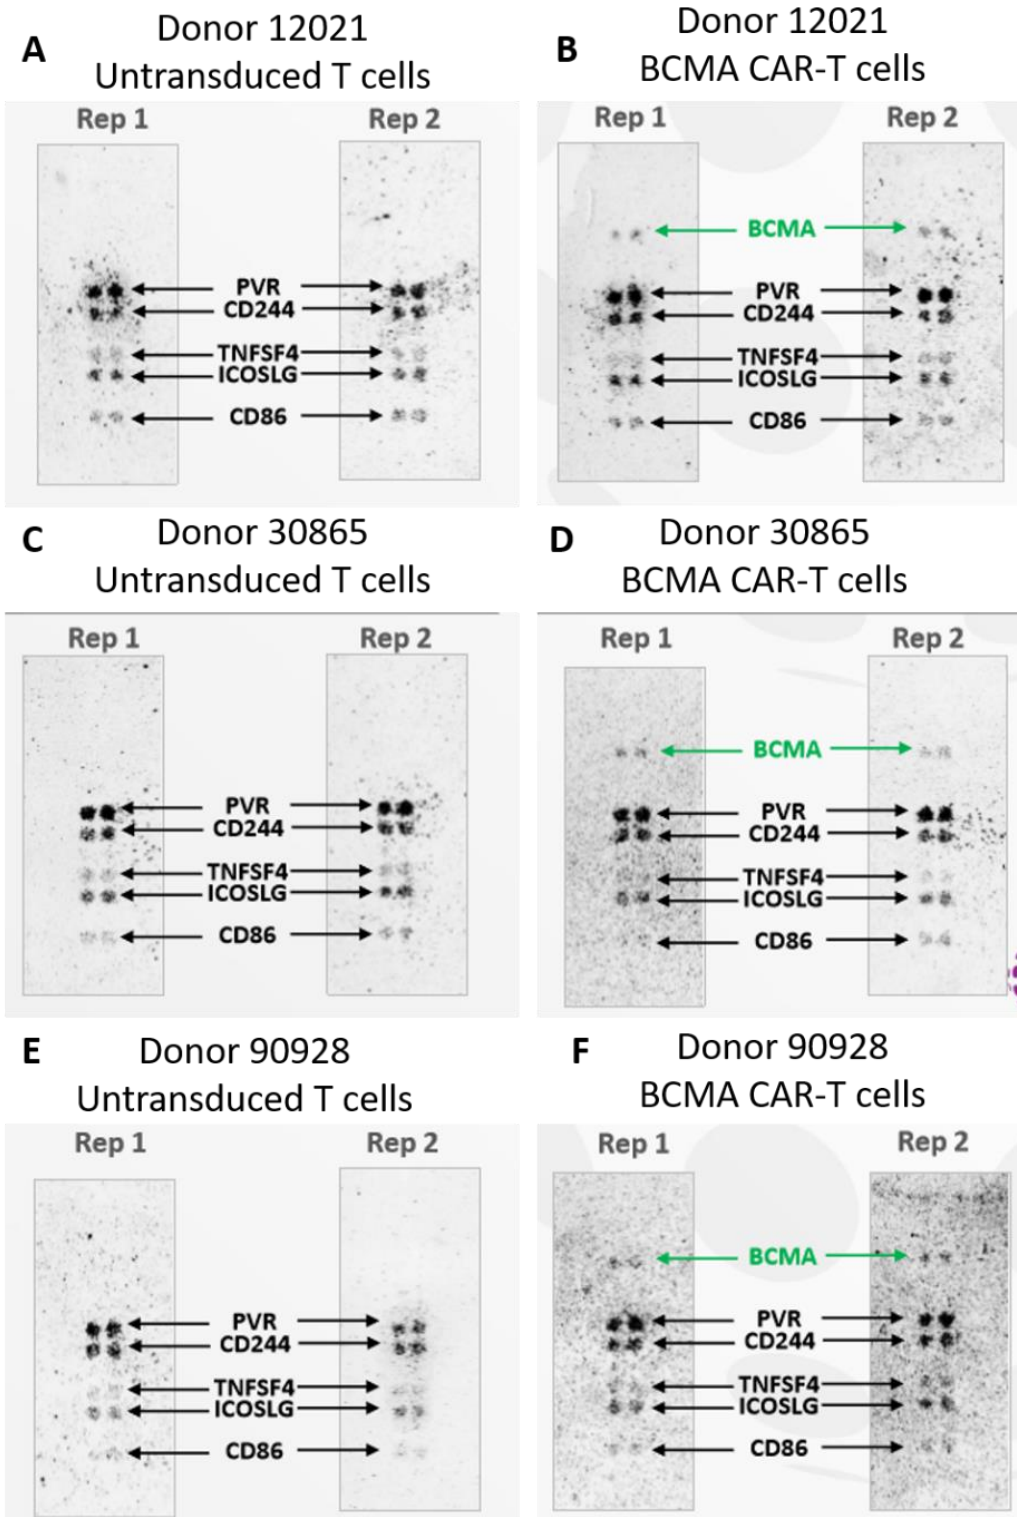 A
Donor 12021
Untransduced T cells
Rep 1
Rep 2
PVR
CD244
TNFSF4
ICOSLG
CD86
B
Donor 12021
BCMA CAR-T cells
Rep 1
Rep 2
BCMA
PVR
CD244
TNFSF4
ICOSLG
CD86
C
Donor 30865
Untransduced T cells
Rep 1
Rep 2
PVR
CD244
TNFSF4
ICOSLG
CD86
D
Donor 30865
BCMA CAR-T cells
Rep 1
Rep 2
BCMA
PVR
CD244
TNFSF4
ICOSLG
CD86
E
Donor 90928
Untransduced T cells
Rep 1
Rep 2
PVR
CD244
TNFSF4
ICOSLG
CD86
F
Donor 90928
BCMA CAR-T cells
Rep 1
Rep 2
BCMA
PVR
CD244
TNFSF4
ICOSLG
CD86